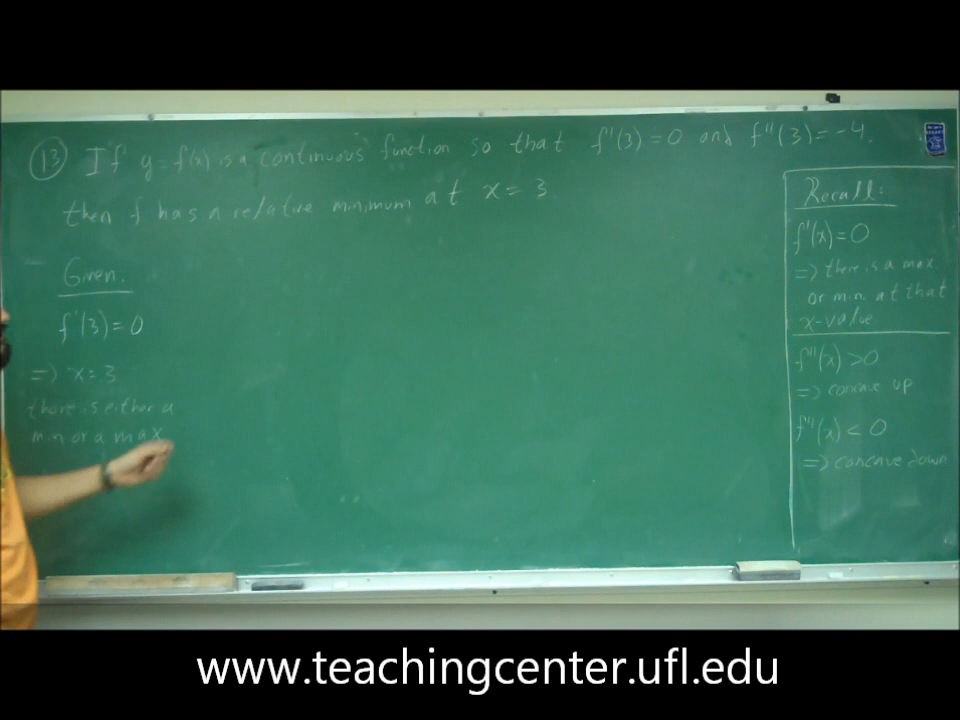 13 If y = f(x) is a continuous function so that f'(3) = 0 and f''(3) = -4,
then f has a relative minimum at x = 3
Given:
f'(3) = 0
=> x = 3
there is either a
min or a max
Recall:
f'(x) = 0
=> there is a max
or min. at that
x-value
f''(x) > 0
=> concave up
f''(x) < 0
=> concave down
www.teachingcenter.ufl.edu